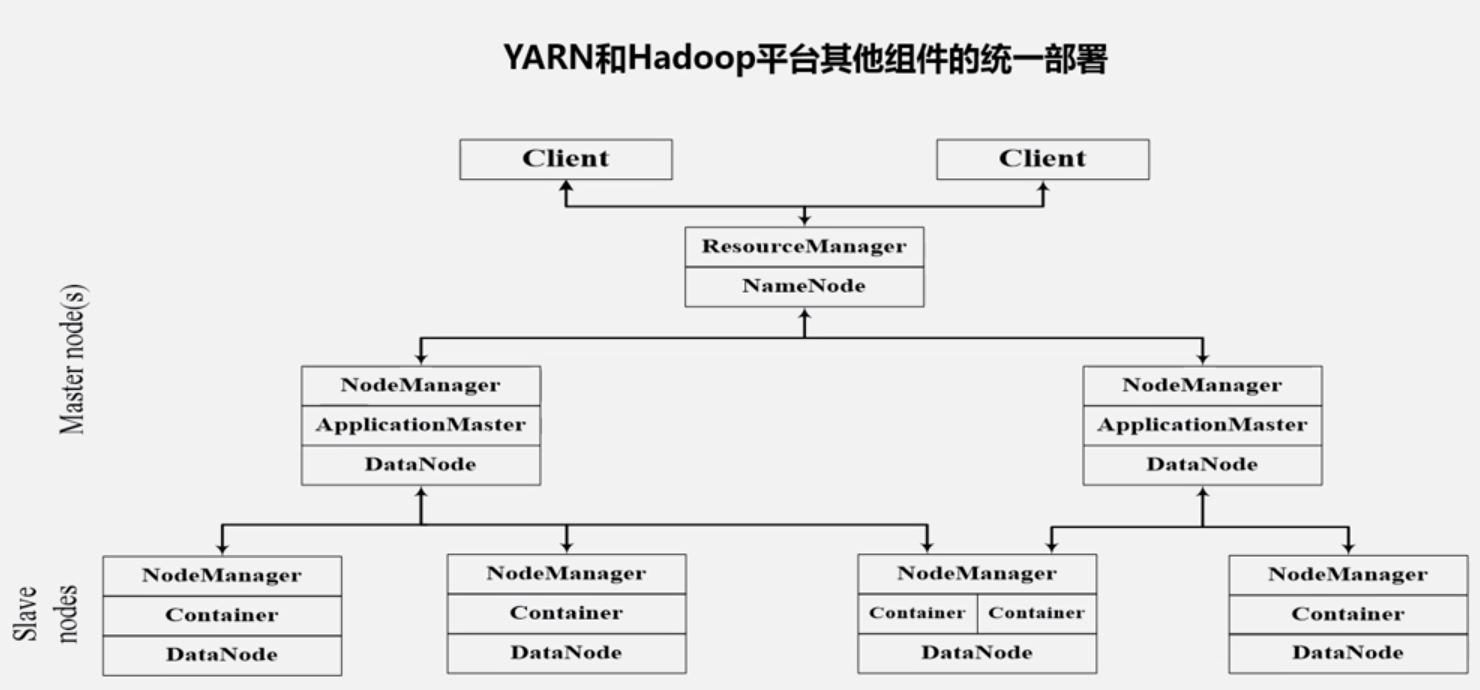 YARN和Hadoop平台其他组件的统一部署
Client
Client
ResourceManager
NameNode
Master node(s)
NodeManager
ApplicationMaster
DataNode
NodeManager
ApplicationMaster
DataNode
Slave
nodes
NodeManager
Container
DataNode
NodeManager
Container
DataNode
NodeManager
Container
Container
DataNode
NodeManager
Container
DataNode